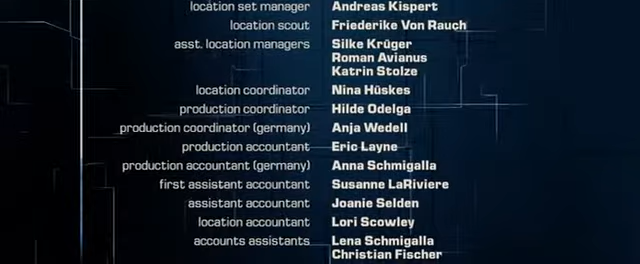 location set manager Andreas Kispert
location scout Friederike Von Rauch
asst. location managers Silke Krüger
Roman Avianus
Katrin Stolze
location coordinator Nina Hüskes
production coordinator Hilde Odelga
production coordinator (germany) Anja Wedell
production accountant Eric Layne
production accountant (germany) Anna Schmigalla
first assistant accountant Susanne LaRiviere
assistant accountant Joanie Selden
location accountant Lori Scowley
accounts assistants Lena Schmigalla
Christian Fischer